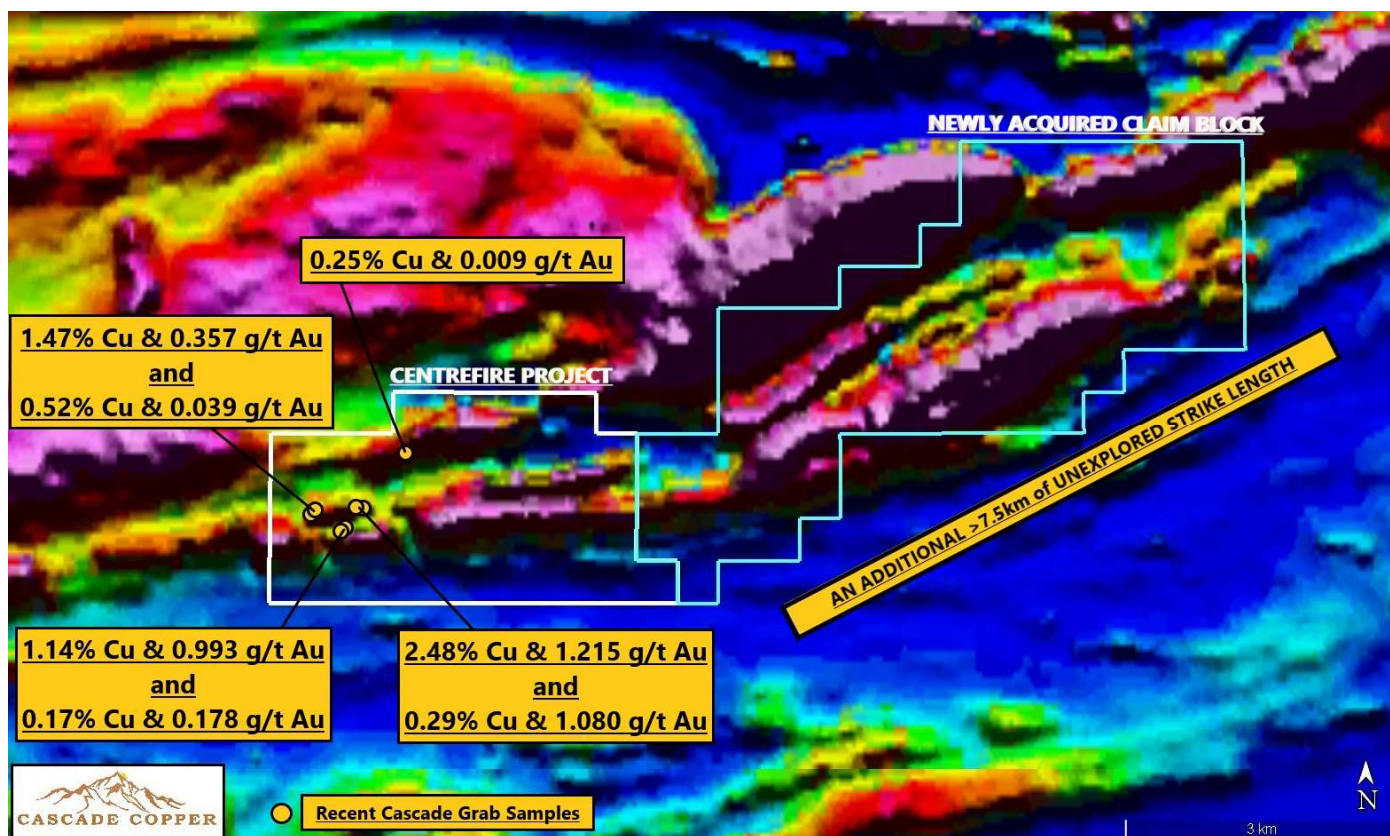 NEWLY ACQUIRED CLAIM BLOCK
0.25% Cu & 0.009 g/t Au
1.47% Cu & 0.357 g/t Au
and
0.52% Cu & 0.039 g/t Au
CENTREFIRE PROJECT
AN ADDITIONAL >7.5km of UNEXPLORED STRIKE LENGTH
1.14% Cu & 0.993 g/t Au
and
0.17% Cu & 0.178 g/t Au
2.48% Cu & 1.215 g/t Au
and
0.29% Cu & 1.080 g/t Au
CASCADE COPPER
Recent Cascade Grab Samples
N
3 km